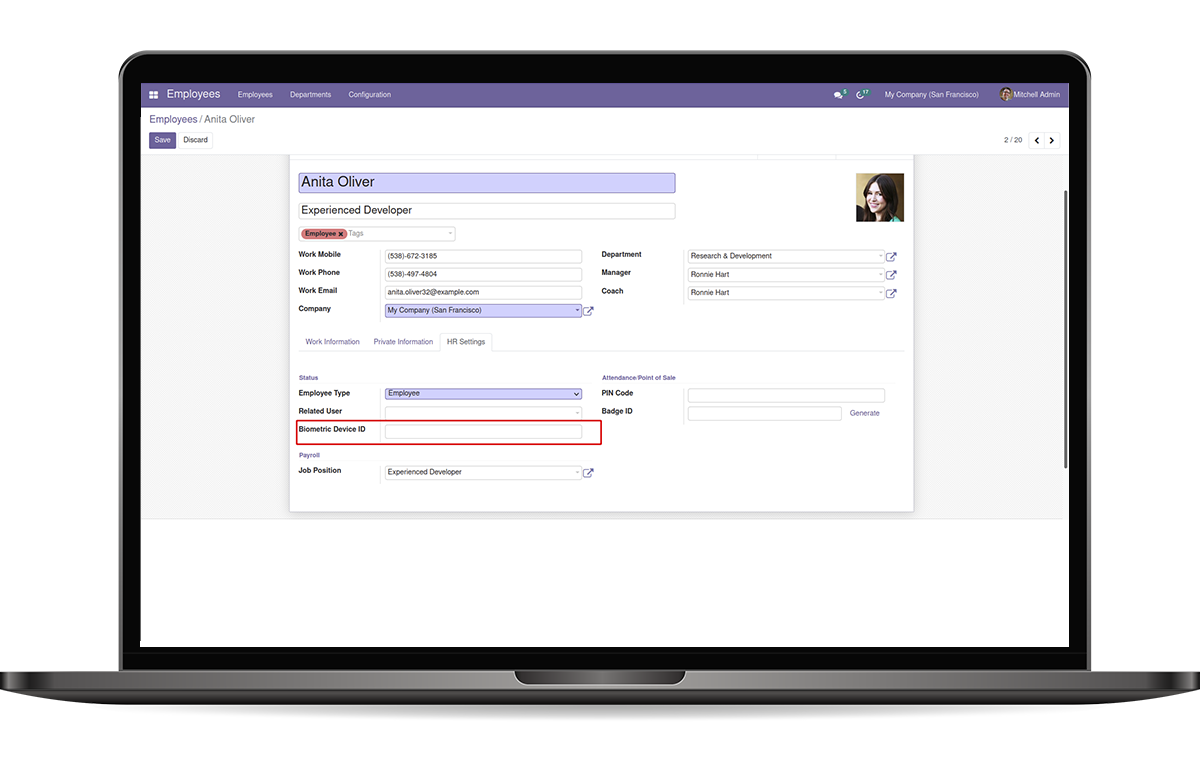 Employees Employees Departments Configuration 5 17 My Company (San Francisco) Mitchell Admin
Employees / Anita Oliver
Save Discard 2 / 20
Anita Oliver
Experienced Developer
Employee Tags
Work Mobile (538)-672-3185 Department Research & Development
Work Phone (538)-497-4804 Manager Ronnie Hart
Work Email anita.oliver32@example.com Coach Ronnie Hart
Company My Company (San Francisco)
Work Information Private Information HR Settings
Status Attendance/Point of Sale
Employee Type Employee PIN Code
Related User Badge ID Generate
Biometric Device ID
Payroll
Job Position Experienced Developer